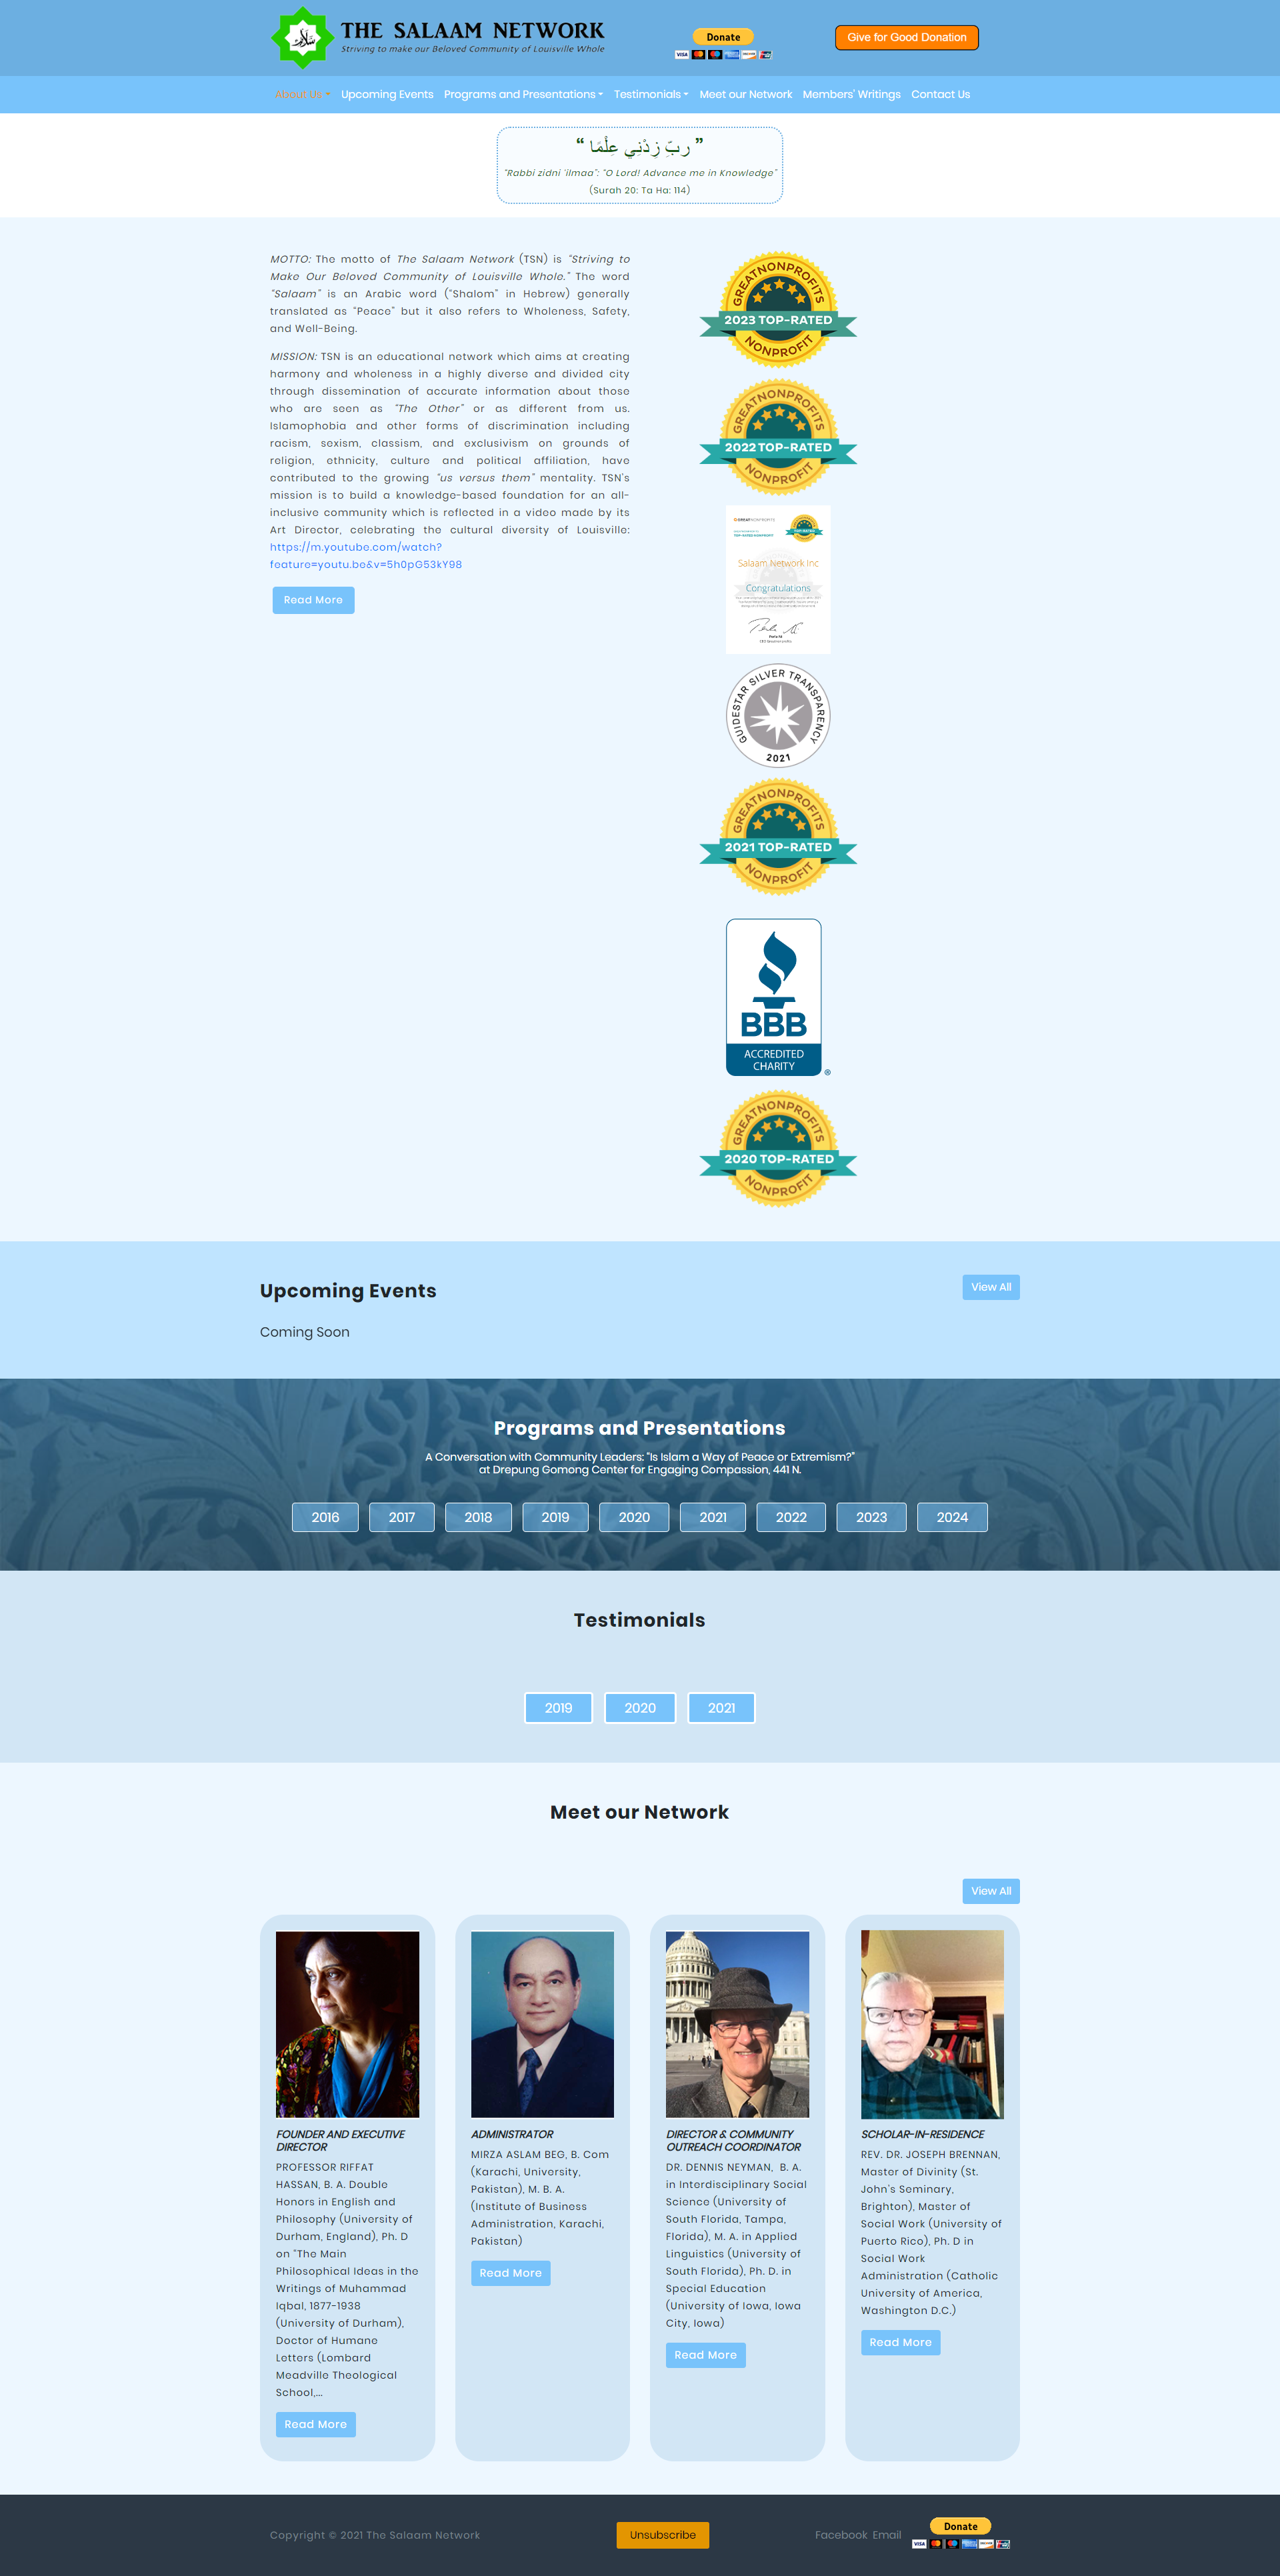 THE SALAAM NETWORK
Striving to make our Beloved Community of Louisville Whole
Donate
Give for Good Donation
About Us
Upcoming Events
Programs and Presentations
Testimonials
Meet our Network
Members' Writings
Contact Us
“ ربِّ زِدْنِي عِلْمًا ”
“Rabbi zidni 'ilmaa”: “O Lord! Advance me in Knowledge”
(Surah 20: Ta Ha: 114)
MOTTO: The motto of The Salaam Network (TSN) is “Striving to
Make Our Beloved Community of Louisville Whole.” The word
“Salaam” is an Arabic word (“Shalom” in Hebrew) generally
translated as “Peace” but it also refers to Wholeness, Safety,
and Well-Being.
MISSION: TSN is an educational network which aims at creating
harmony and wholeness in a highly diverse and divided city
through dissemination of accurate information about those
who are seen as “The Other” or as different from us.
Islamophobia and other forms of discrimination including
racism, sexism, classism, and exclusivism on grounds of
religion, ethnicity, culture and political affiliation, have
contributed to the growing “us versus them” mentality. TSN's
mission is to build a knowledge-based foundation for an all-
inclusive community which is reflected in a video made by its
Art Director, celebrating the cultural diversity of Louisville:
https://m.youtube.com/watch?
feature=youtu.be&v=5h0pG53kY98
Read More
GREATNONPROFITS
2023 TOP-RATED
NONPROFIT
GREATNONPROFITS
2022 TOP-RATED
NONPROFIT
GREATNONPROFITS
TOP-RATED NONPROFIT
Salaam Network Inc
Congratulations
GUIDESTAR SILVER TRANSPARENCY
2021
GREATNONPROFITS
2021 TOP-RATED
NONPROFIT
BBB
ACCREDITED
CHARITY
®
GREATNONPROFITS
2020 TOP-RATED
NONPROFIT
Upcoming Events
View All
Coming Soon
Programs and Presentations
A Conversation with Community Leaders: “Is Islam a Way of Peace or Extremism?”
at Drepung Gomong Center for Engaging Compassion, 441 N.
2016 2017 2018 2019 2020 2021 2022 2023 2024
Testimonials
2019 2020 2021
Meet our Network
View All
FOUNDER AND EXECUTIVE
DIRECTOR
PROFESSOR RIFFAT
HASSAN, B. A. Double
Honors in English and
Philosophy (University of
Durham, England), Ph. D
on “The Main
Philosophical Ideas in the
Writings of Muhammad
Iqbal, 1877-1938
(University of Durham),
Doctor of Humane
Letters (Lombard
Meadville Theological
School,...
Read More
ADMINISTRATOR
MIRZA ASLAM BEG, B. Com
(Karachi, University,
Pakistan), M. B. A.
(Institute of Business
Administration, Karachi,
Pakistan)
Read More
DIRECTOR & COMMUNITY
OUTREACH COORDINATOR
DR. DENNIS NEYMAN, B. A.
in Interdisciplinary Social
Science (University of
South Florida, Tampa,
Florida), M. A. in Applied
Linguistics (University of
South Florida), Ph. D. in
Special Education
(University of Iowa, Iowa
City, Iowa)
Read More
SCHOLAR-IN-RESIDENCE
REV. DR. JOSEPH BRENNAN,
Master of Divinity (St.
John's Seminary,
Brighton), Master of
Social Work (University of
Puerto Rico), Ph. D in
Social Work
Administration (Catholic
University of America,
Washington D.C.)
Read More
Copyright © 2021 The Salaam Network
Unsubscribe
Facebook Email
Donate